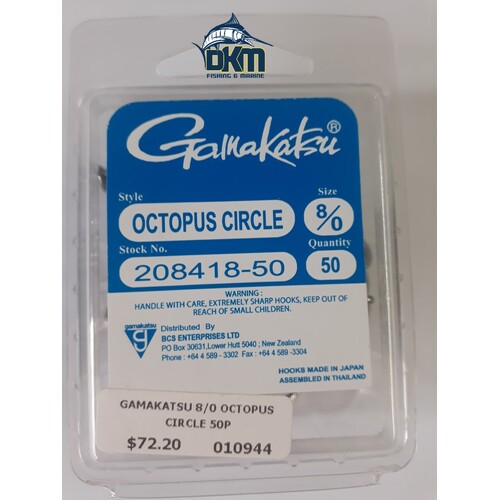 DKM
FISHING & MARINE
Gamakatsu®
Style
Size
OCTOPUS CIRCLE
8/0
Stock No.
Quantity
208418-50
50
WARNING :
HANDLE WITH CARE, EXTREMELY SHARP HOOKS, KEEP OUT OF
REACH OF SMALL CHILDREN.
gamakatsu
Distributed By
BCS ENTERPRISES LTD
PO Box 30631,Lower Hutt 5040 ; New Zealand
Phone : +64 4 589 - 3302 Fax : +64 4 589 -3304
HOOKS MADE IN JAPAN
ASSEMBLED IN THAILAND
GAMAKATSU 8/0 OCTOPUS
CIRCLE 50P
$72.20 010944